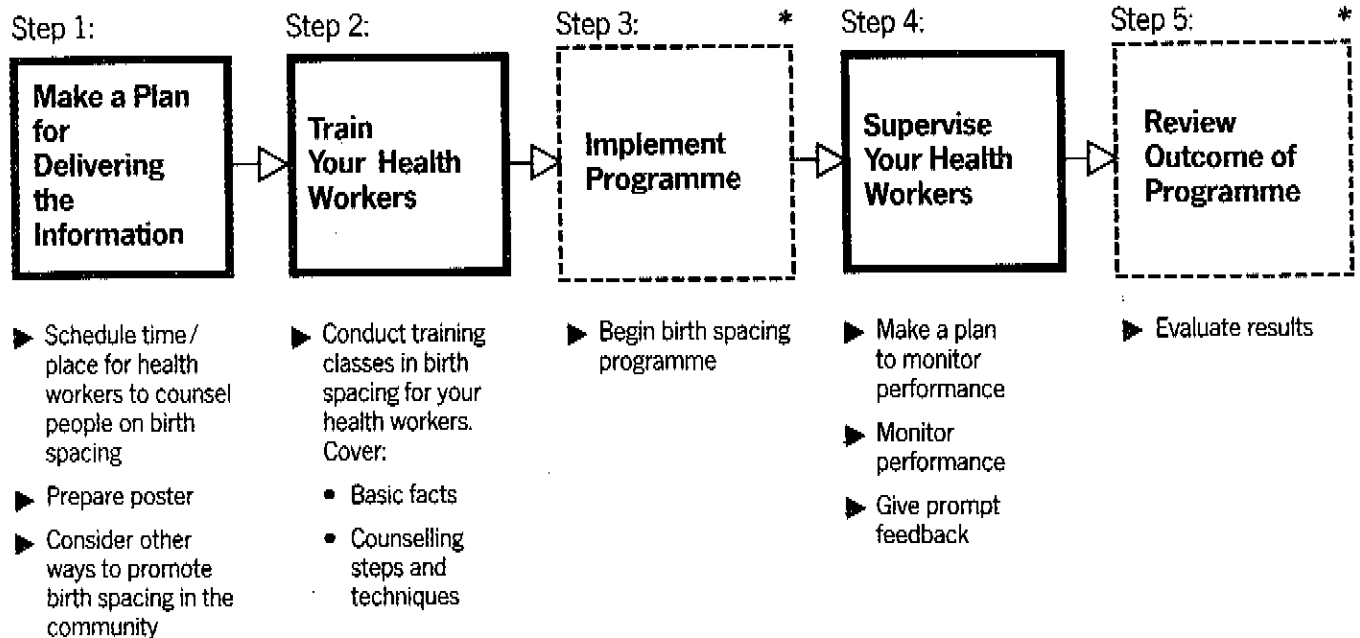 Step 1:
Make a Plan
for
Delivering
the
Information
▶ Schedule time/
place for health
workers to counsel
people on birth
spacing
▶ Prepare poster
▶ Consider other
ways to promote
birth spacing in the
community
Step 2:
Train
Your Health
Workers
▶ Conduct training
classes in birth
spacing for your
health workers.
Cover:
• Basic facts
• Counselling
steps and
techniques
Step 3: *
Implement
Programme
▶ Begin birth spacing
programme
Step 4:
Supervise
Your Health
Workers
▶ Make a plan
to monitor
performance
▶ Monitor
performance
▶ Give prompt
feedback
Step 5: *
Review
Outcome of
Programme
▶ Evaluate results